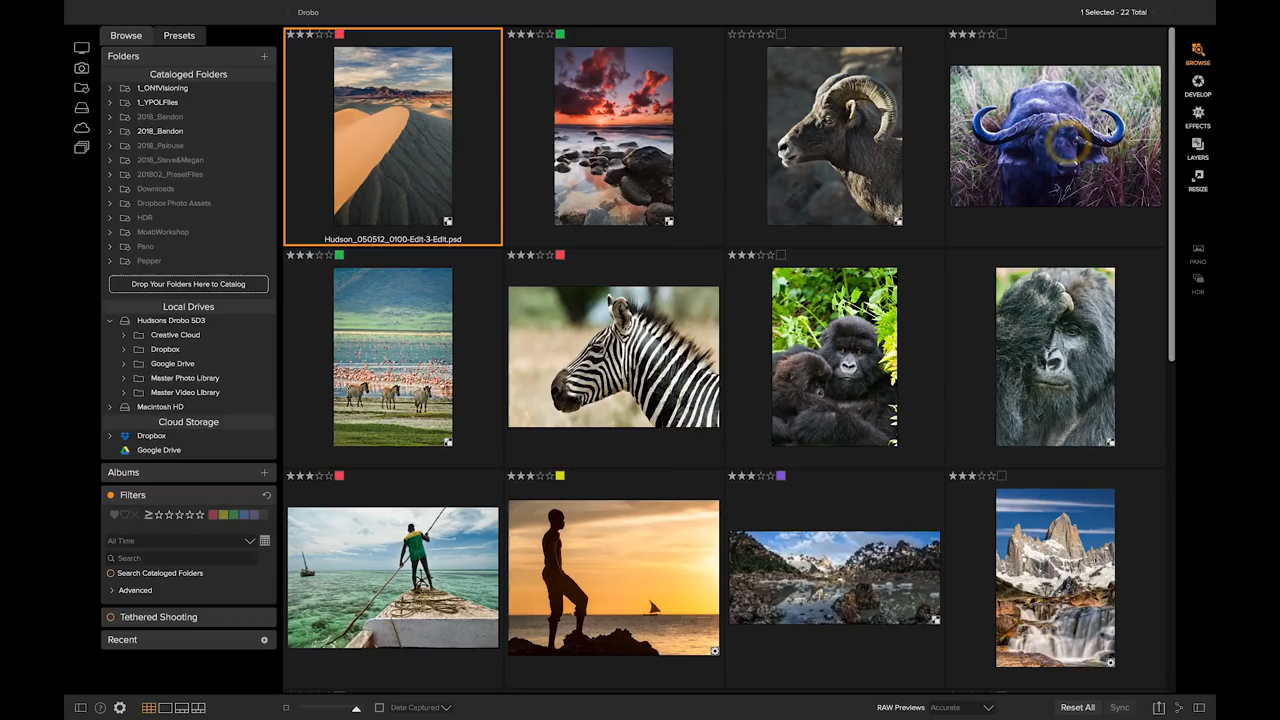 Drobo
1 Selected - 22 Total
Browse
Presets
Folders
Cataloged Folders
1_ON1Visioning
1_YPOLFiles
2018_Bandon
2018_Bandon
2018_Palouse
2018_Steve&Megan
201802_PresetFiles
Downloads
Dropbox Photo Assets
HDR
MoabWorkshop
Pano
Pepper
Drop Your Folders Here to Catalog
Local Drives
Hudsons Drobo 5D3
Creative Cloud
Dropbox
Google Drive
Master Photo Library
Master Video Library
Macintosh HD
Cloud Storage
Dropbox
Google Drive
Albums
Filters
All Time
Search
Search Cataloged Folders
Advanced
Tethered Shooting
Recent
Hudson_050512_0100-Edit-3-Edit.psd
BROWSE
DEVELOP
EFFECTS
LAYERS
RESIZE
PANO
HDR
Date Captured
RAW Previews Accurate
Reset All
Sync